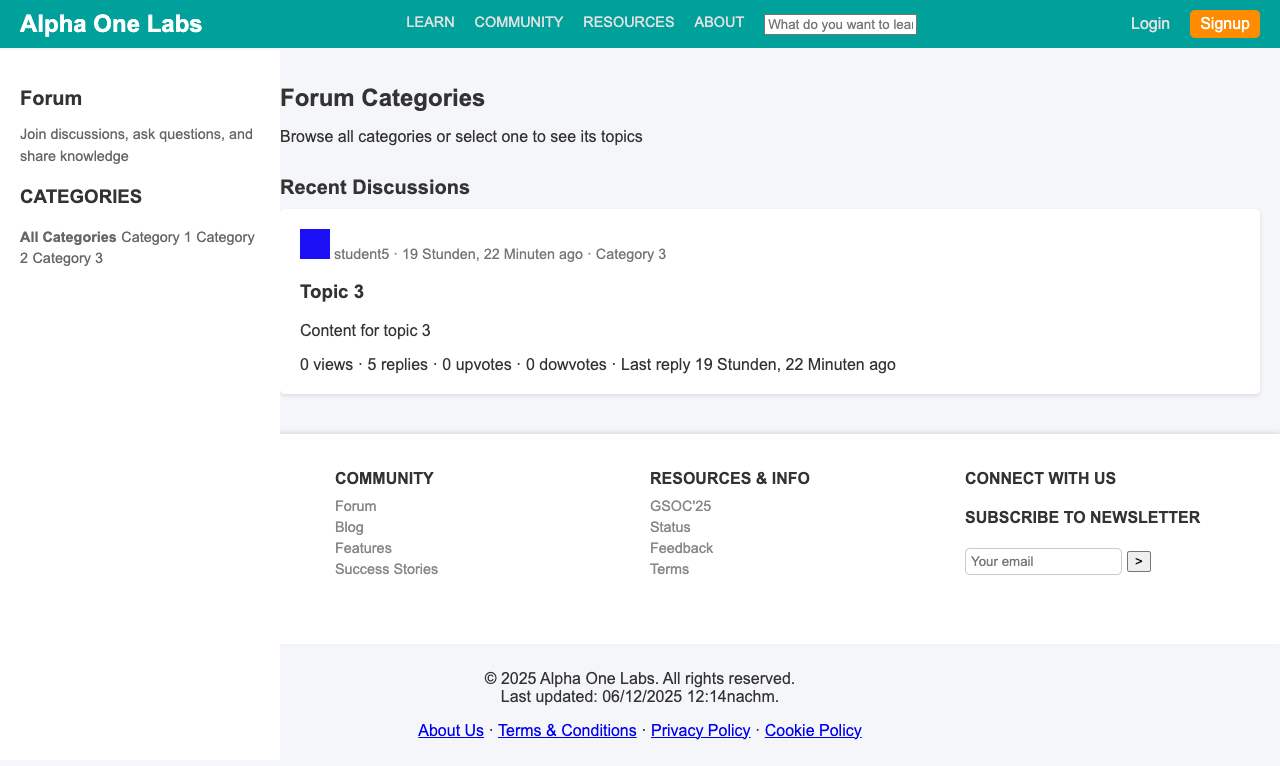 Alpha One Labs
LEARN COMMUNITY RESOURCES ABOUT What do you want to lear
Login Signup
Forum
Join discussions, ask questions, and
share knowledge
CATEGORIES
All Categories Category 1 Category
2 Category 3
Forum Categories
Browse all categories or select one to see its topics
Recent Discussions
student5 · 19 Stunden, 22 Minuten ago · Category 3
Topic 3
Content for topic 3
0 views · 5 replies · 0 upvotes · 0 dowvotes · Last reply 19 Stunden, 22 Minuten ago
COMMUNITY
Forum
Blog
Features
Success Stories
RESOURCES & INFO
GSOC'25
Status
Feedback
Terms
CONNECT WITH US
SUBSCRIBE TO NEWSLETTER
Your email >
© 2025 Alpha One Labs. All rights reserved.
Last updated: 06/12/2025 12:14nachm.
About Us · Terms & Conditions · Privacy Policy · Cookie Policy